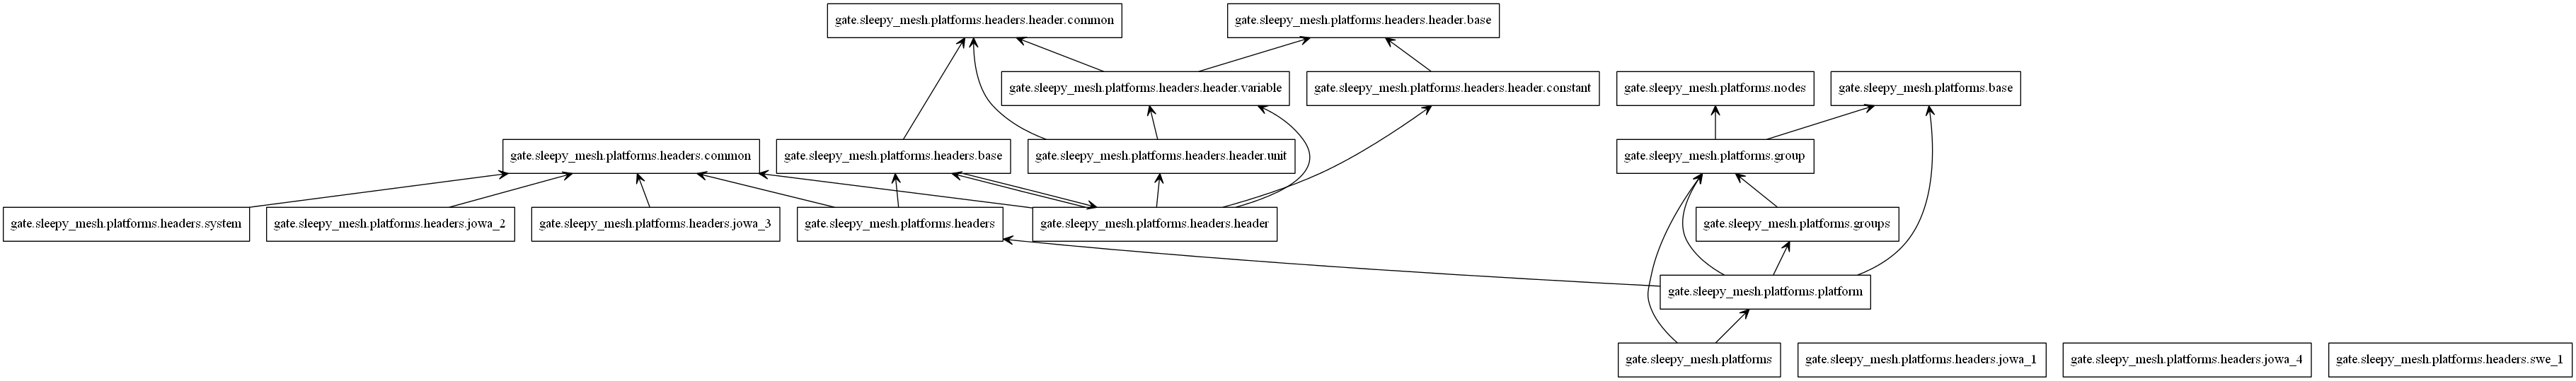 gate.sleepy_mesh.platforms.headers.header.common
gate.sleepy_mesh.platforms.headers.header.base
gate.sleepy_mesh.platforms.headers.header.variable
gate.sleepy_mesh.platforms.headers.header.constant
gate.sleepy_mesh.platforms.nodes
gate.sleepy_mesh.platforms.base
gate.sleepy_mesh.platforms.headers.common
gate.sleepy_mesh.platforms.headers.base
gate.sleepy_mesh.platforms.headers.header.unit
gate.sleepy_mesh.platforms.group
gate.sleepy_mesh.platforms.headers.system
gate.sleepy_mesh.platforms.headers.jowa_2
gate.sleepy_mesh.platforms.headers.jowa_3
gate.sleepy_mesh.platforms.headers
gate.sleepy_mesh.platforms.headers.header
gate.sleepy_mesh.platforms.groups
gate.sleepy_mesh.platforms.platform
gate.sleepy_mesh.platforms
gate.sleepy_mesh.platforms.headers.jowa_1
gate.sleepy_mesh.platforms.headers.jowa_4
gate.sleepy_mesh.platforms.headers.swe_1